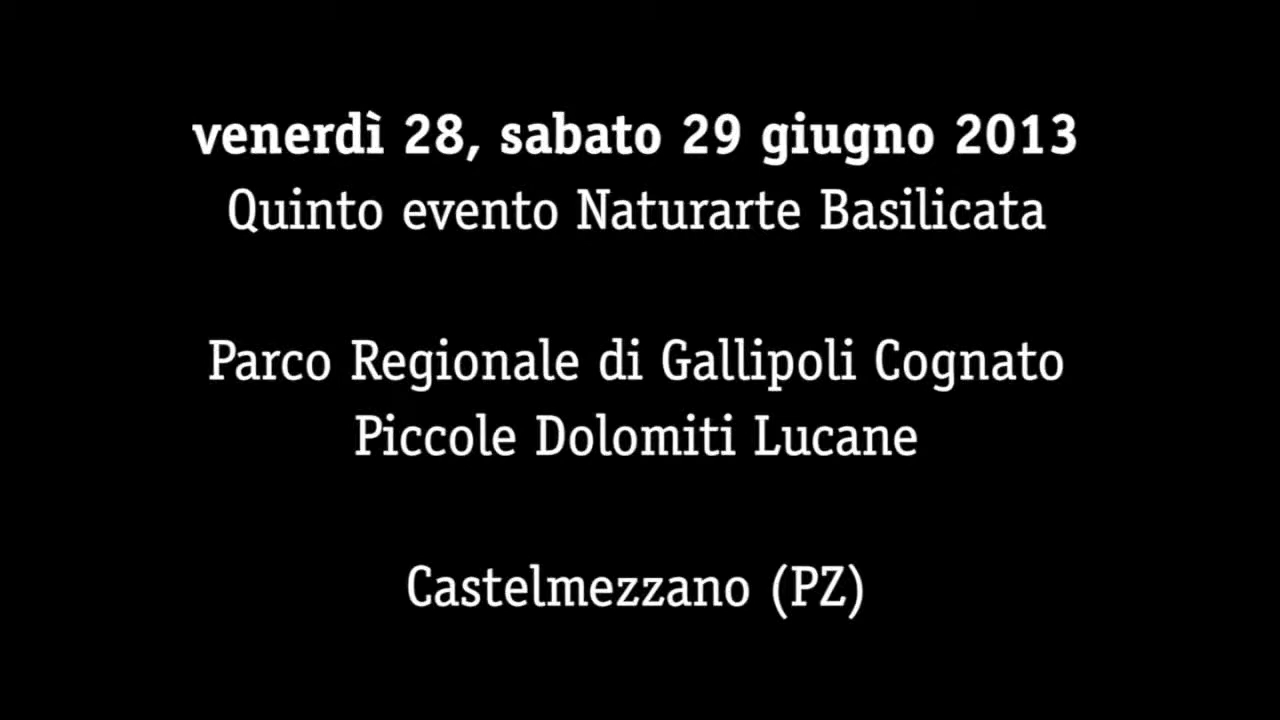 venerdì 28, sabato 29 giugno 2013
Quinto evento Naturarte Basilicata
Parco Regionale di Gallipoli Cognato
Piccole Dolomiti Lucane
Castelmezzano (PZ)